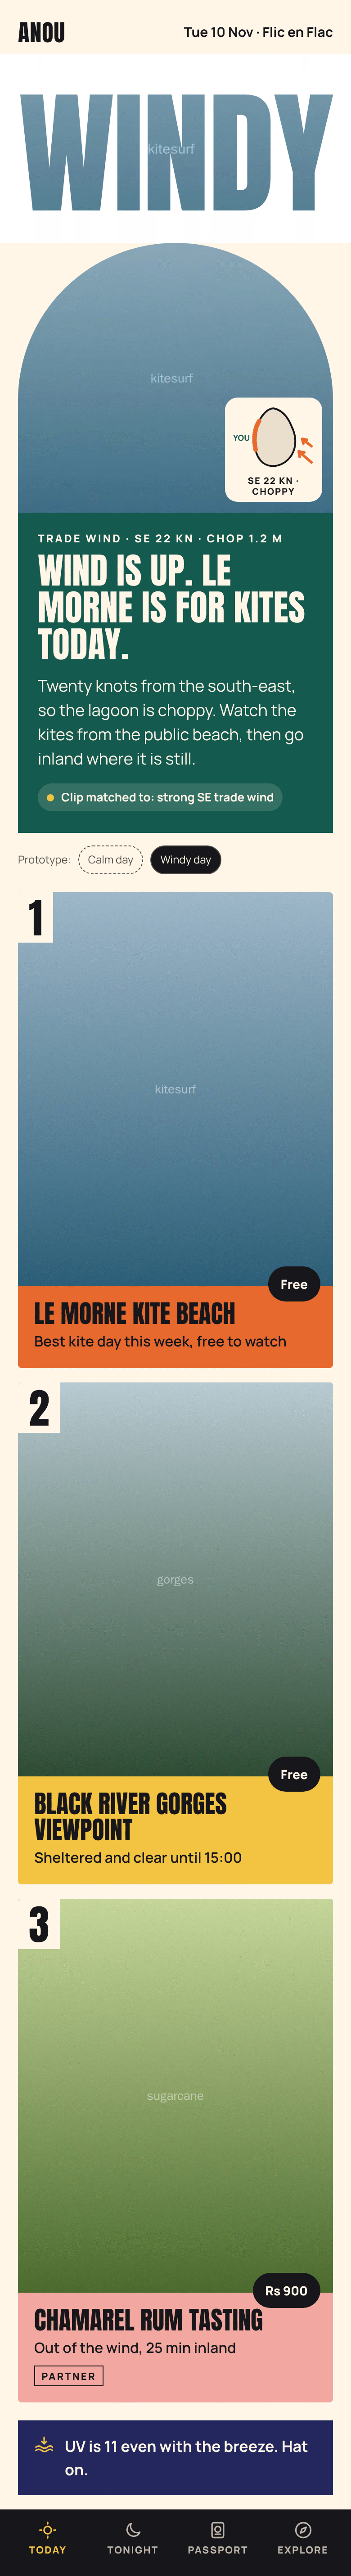 ANOU
Tue 10 Nov · Flic en Flac
WINDY
kitesurf
kitesurf
YOU
SE 22 KN ·
CHOPPY
TRADE WIND · SE 22 KN · CHOP 1.2 M
WIND IS UP. LE
MORNE IS FOR KITES
TODAY.
Twenty knots from the south-east,
so the lagoon is choppy. Watch the
kites from the public beach, then go
inland where it is still.
Clip matched to: strong SE trade wind
Prototype:
Calm day
Windy day
1
kitesurf
Free
LE MORNE KITE BEACH
Best kite day this week, free to watch
2
gorges
Free
BLACK RIVER GORGES
VIEWPOINT
Sheltered and clear until 15:00
3
sugarcane
Rs 900
CHAMAREL RUM TASTING
Out of the wind, 25 min inland
PARTNER
UV is 11 even with the breeze. Hat
on.
TODAY
TONIGHT
PASSPORT
EXPLORE